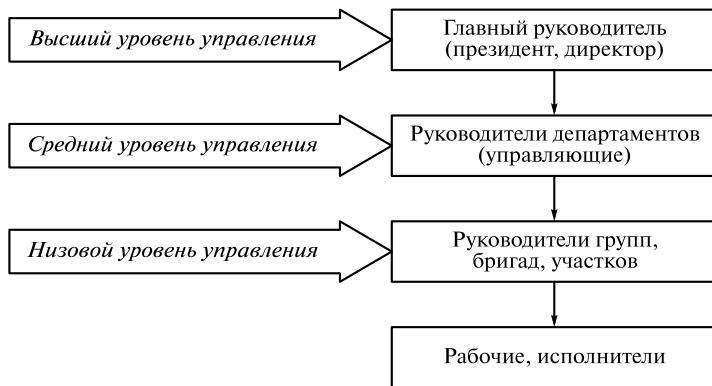 Высший уровень управления
Главный руководитель
(президент, директор)
Средний уровень управления
Руководители департаментов
(управляющие)
Низовой уровень управления
Руководители групп,
бригад, участков
Рабочие, исполнители